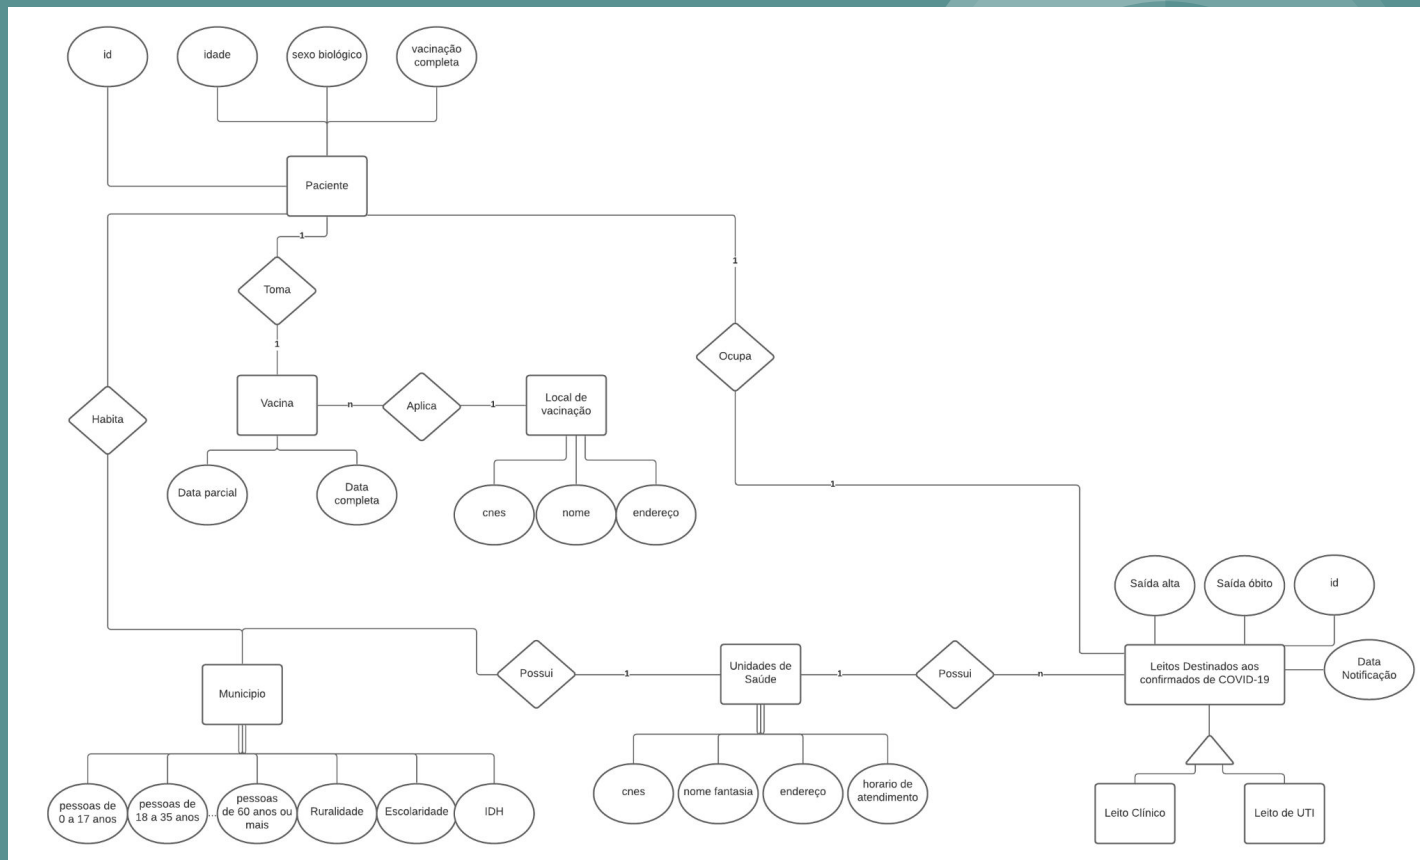 id
idade
sexo biológico
vacinação
completa
Paciente
1
Toma
1
1
Ocupa
Vacina
n
Aplica
1
Local de
vacinação
Habita
Data parcial
Data
completa
cnes
nome
endereço
1
Saída alta
Saída óbito
id
Municipio
Possui
1
Unidades de
Saúde
1
Possui
n
Leitos Destinados aos
confirmados de COVID-19
Data
Notificação
pessoas de
0 a 17 anos
pessoas de
18 a 35 anos
...
pessoas
de 60 anos ou
mais
Ruralidade
Escolaridade
IDH
cnes
nome fantasia
endereço
horario de
atendimento
Leito Clínico
Leito de UTI